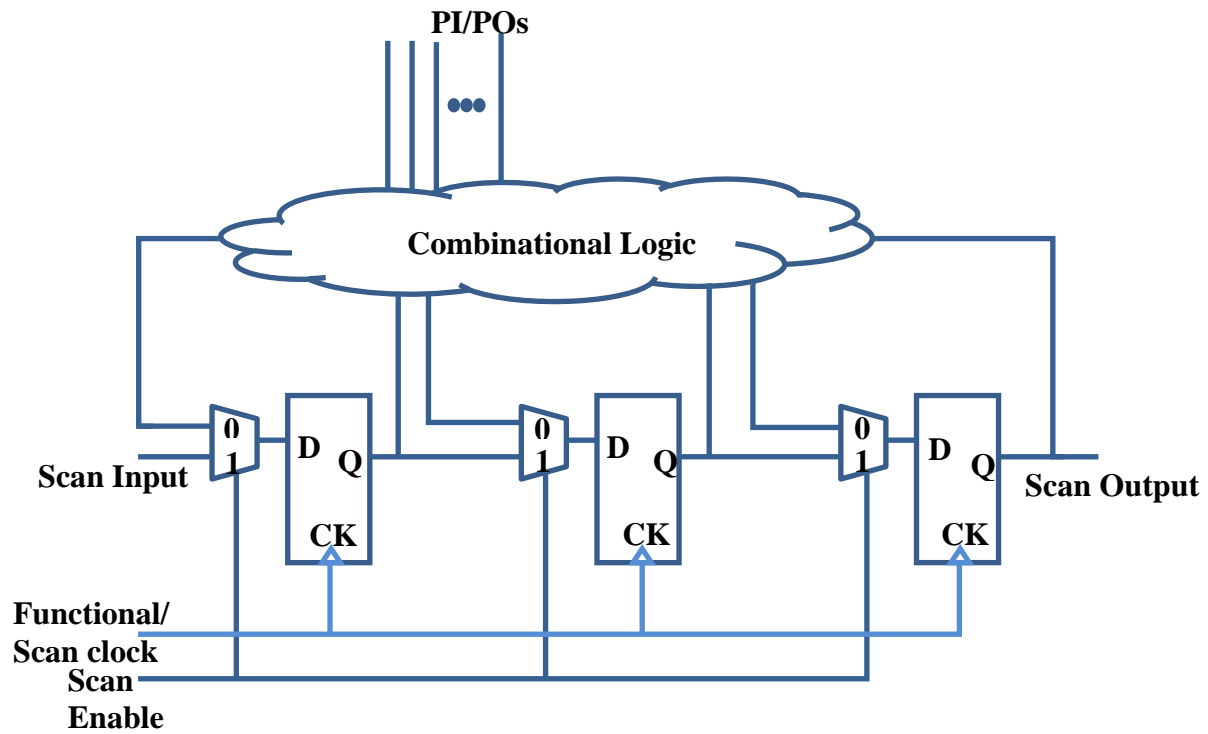 PI/POs
Combinational Logic
0
1
D
Q
CK
0
1
D
Q
CK
0
1
D
Q
CK
Scan Input
Scan Output
Functional/
Scan clock
Scan
Enable